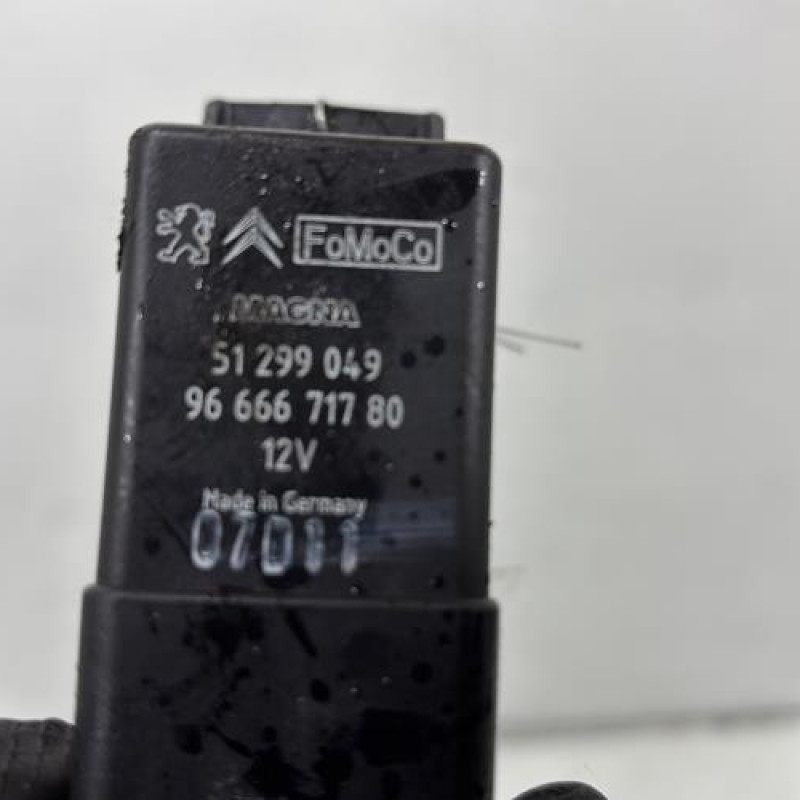 FoMoCo
MAGNA
51 299 049
96 666 717 80
12V
Made in Germany
07011